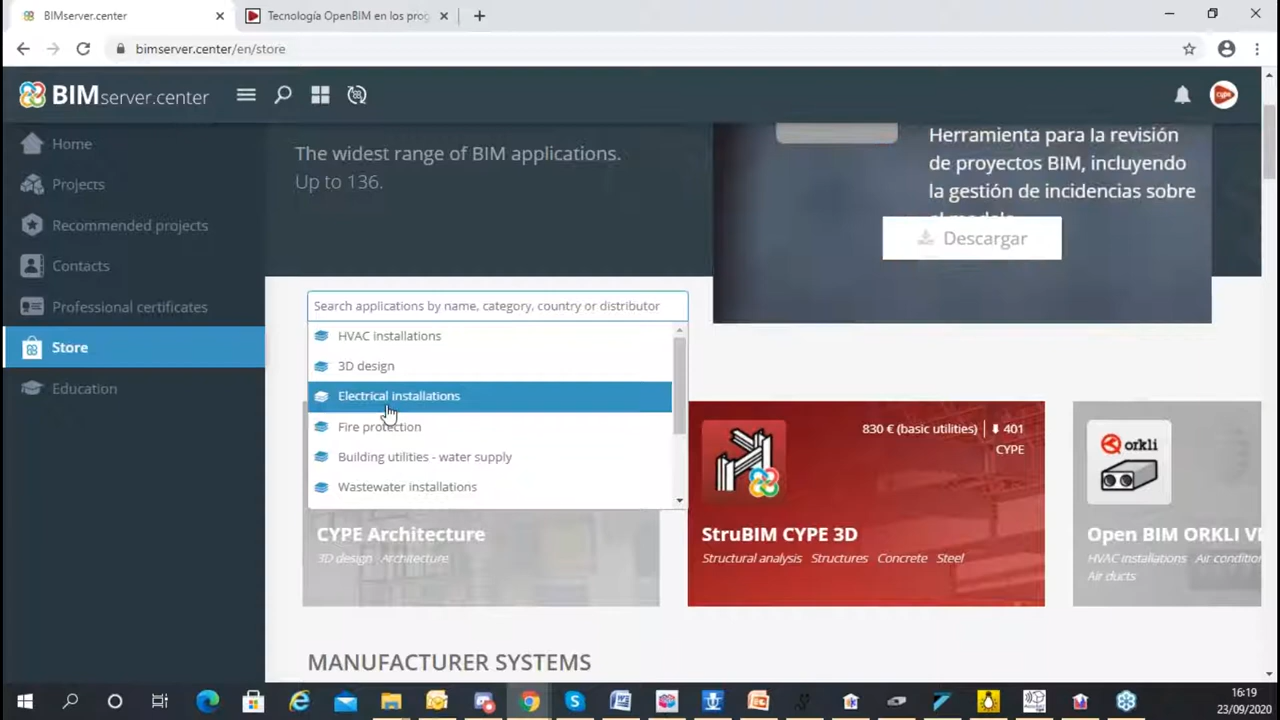 BIMserver.center
Tecnología OpenBIM en los prog
bimserver.center/en/store
BIMserver.center
Home
Projects
Recommended projects
Contacts
Professional certificates
Store
Education
The widest range of BIM applications.
Up to 136.
Herramienta para la revisión
de proyectos BIM, incluyendo
la gestión de incidencias sobre
Descargar
Search applications by name, category, country or distributor
HVAC installations
3D design
Electrical installations
Fire protection
Building utilities - water supply
Wastewater installations
CYPE Architecture
3D design Architecture
830 € (basic utilities) 401
CYPE
StruBIM CYPE 3D
Structural analysis Structures Concrete Steel
orkli
Open BIM ORKLI V
HVAC installations Air condition
Air ducts
MANUFACTURER SYSTEMS
cype
16:19
23/09/2020